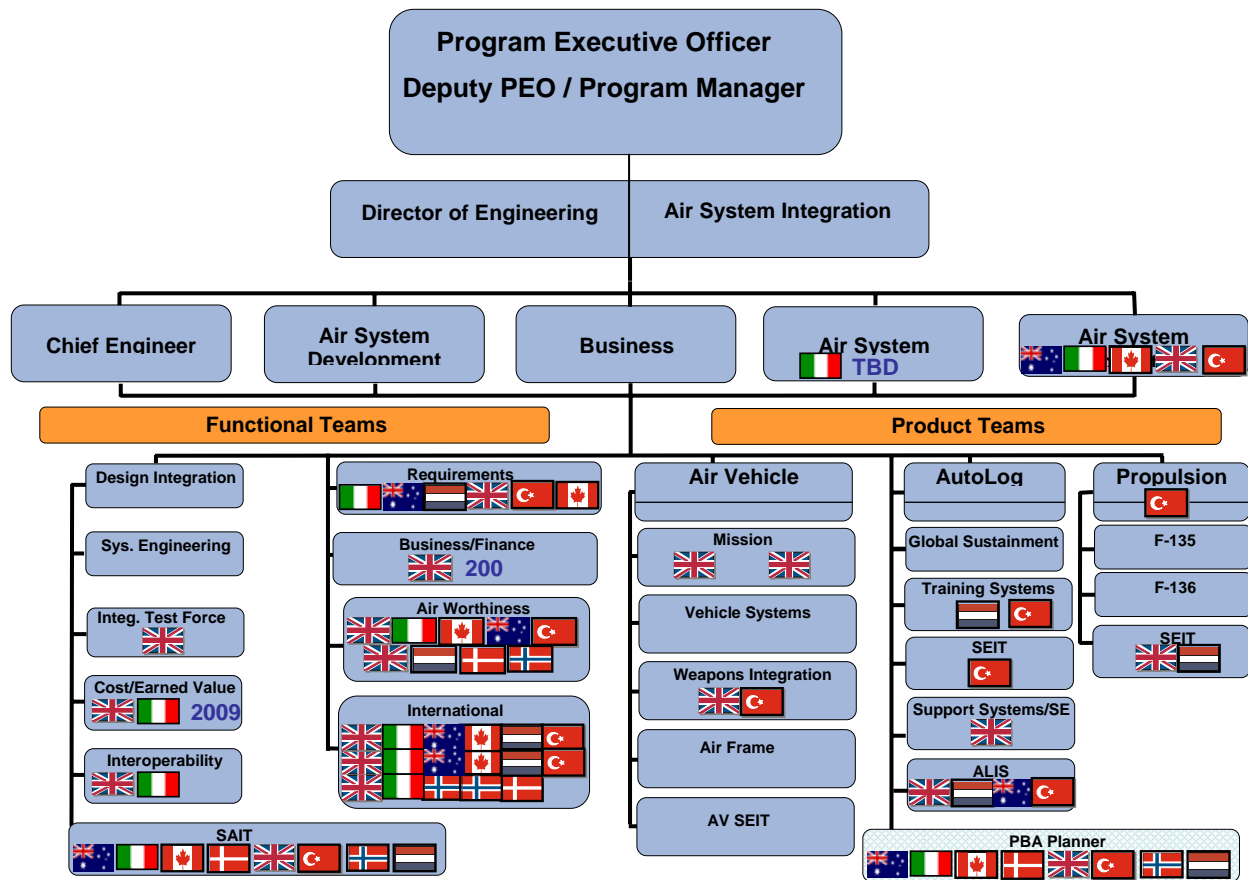 Program Executive Officer
Deputy PEO / Program Manager
Director of Engineering
Air System Integration
Chief Engineer
Air System
Development
Business
Air System
TBD
Air System
Functional Teams
Product Teams
Design Integration
Sys. Engineering
Integ. Test Force
Cost/Earned Value
2009
Interoperability
SAIT
Requirements
Business/Finance
200
Air Worthiness
International
Air Vehicle
Mission
Vehicle Systems
Weapons Integration
Air Frame
AV SEIT
AutoLog
Global Sustainment
Training Systems
SEIT
Support Systems/SE
ALIS
PBA Planner
Propulsion
F-135
F-136
SEIT